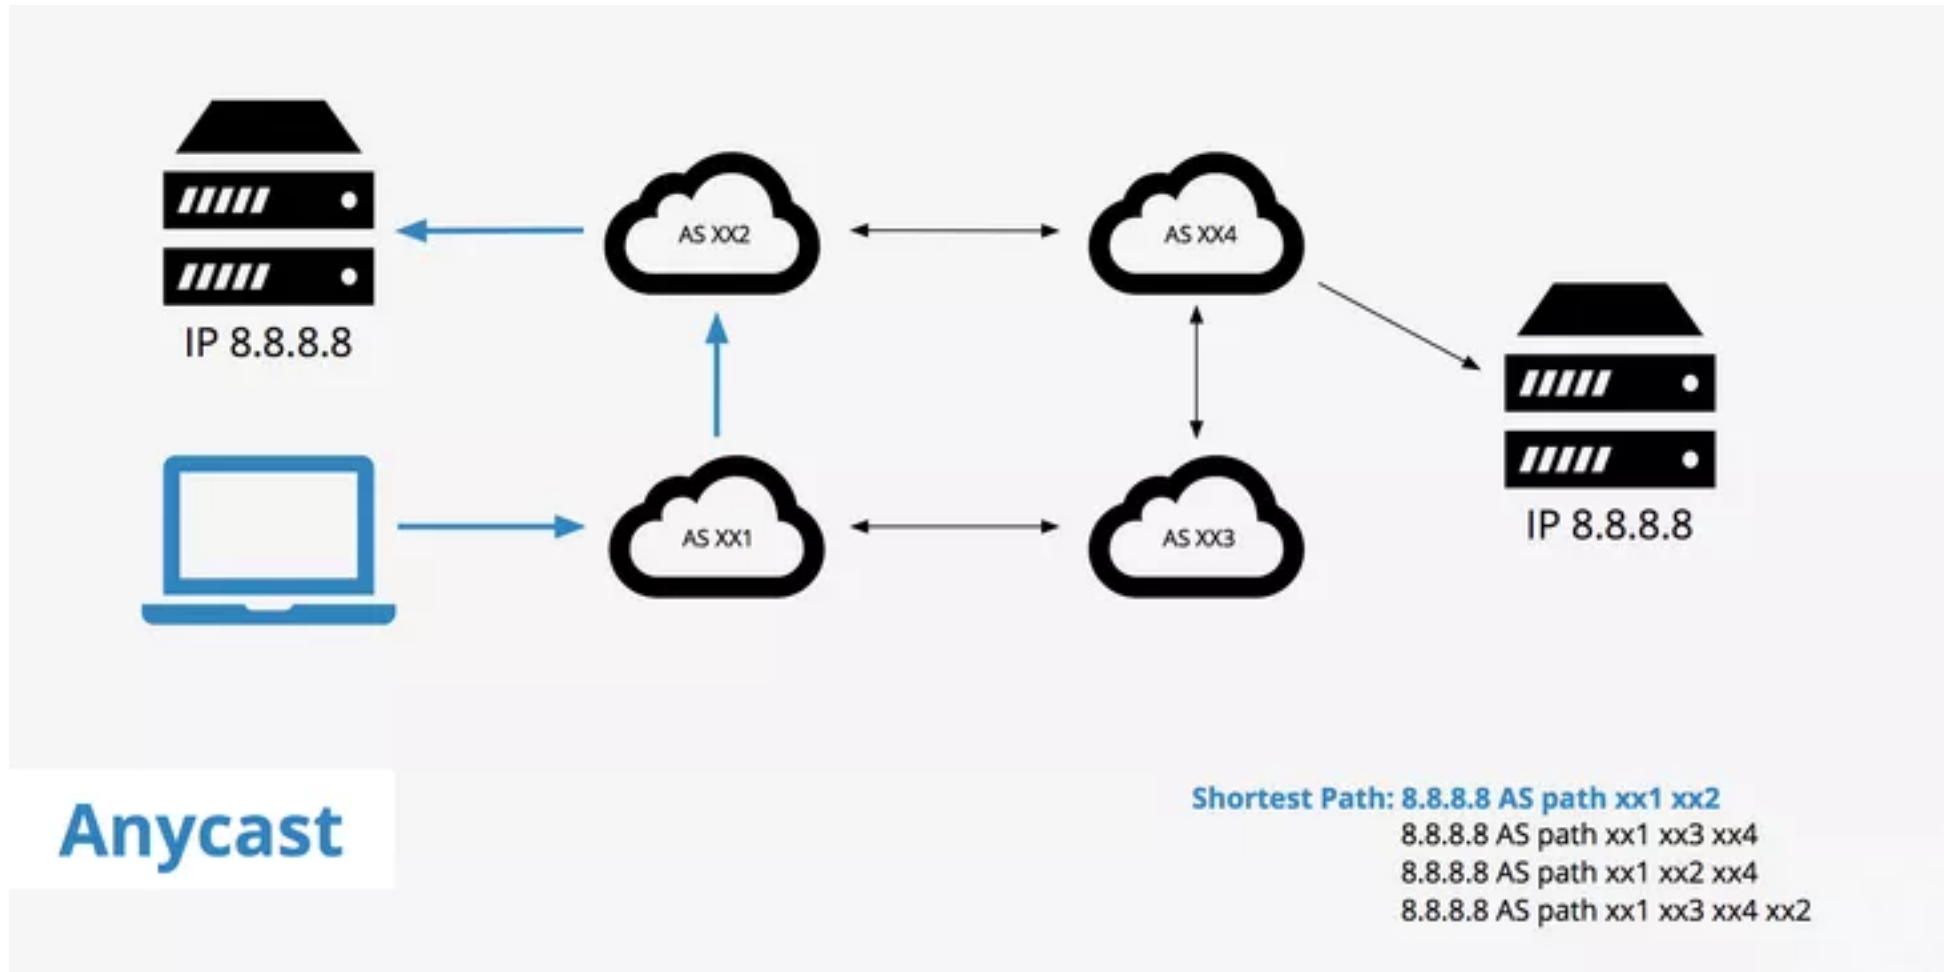 AS XX2
AS XX4
IP 8.8.8.8
AS XX1
AS XX3
IP 8.8.8.8
Anycast
Shortest Path: 8.8.8.8 AS path xx1 xx2
8.8.8.8 AS path xx1 xx3 xx4
8.8.8.8 AS path xx1 xx2 xx4
8.8.8.8 AS path xx1 xx3 xx4 xx2